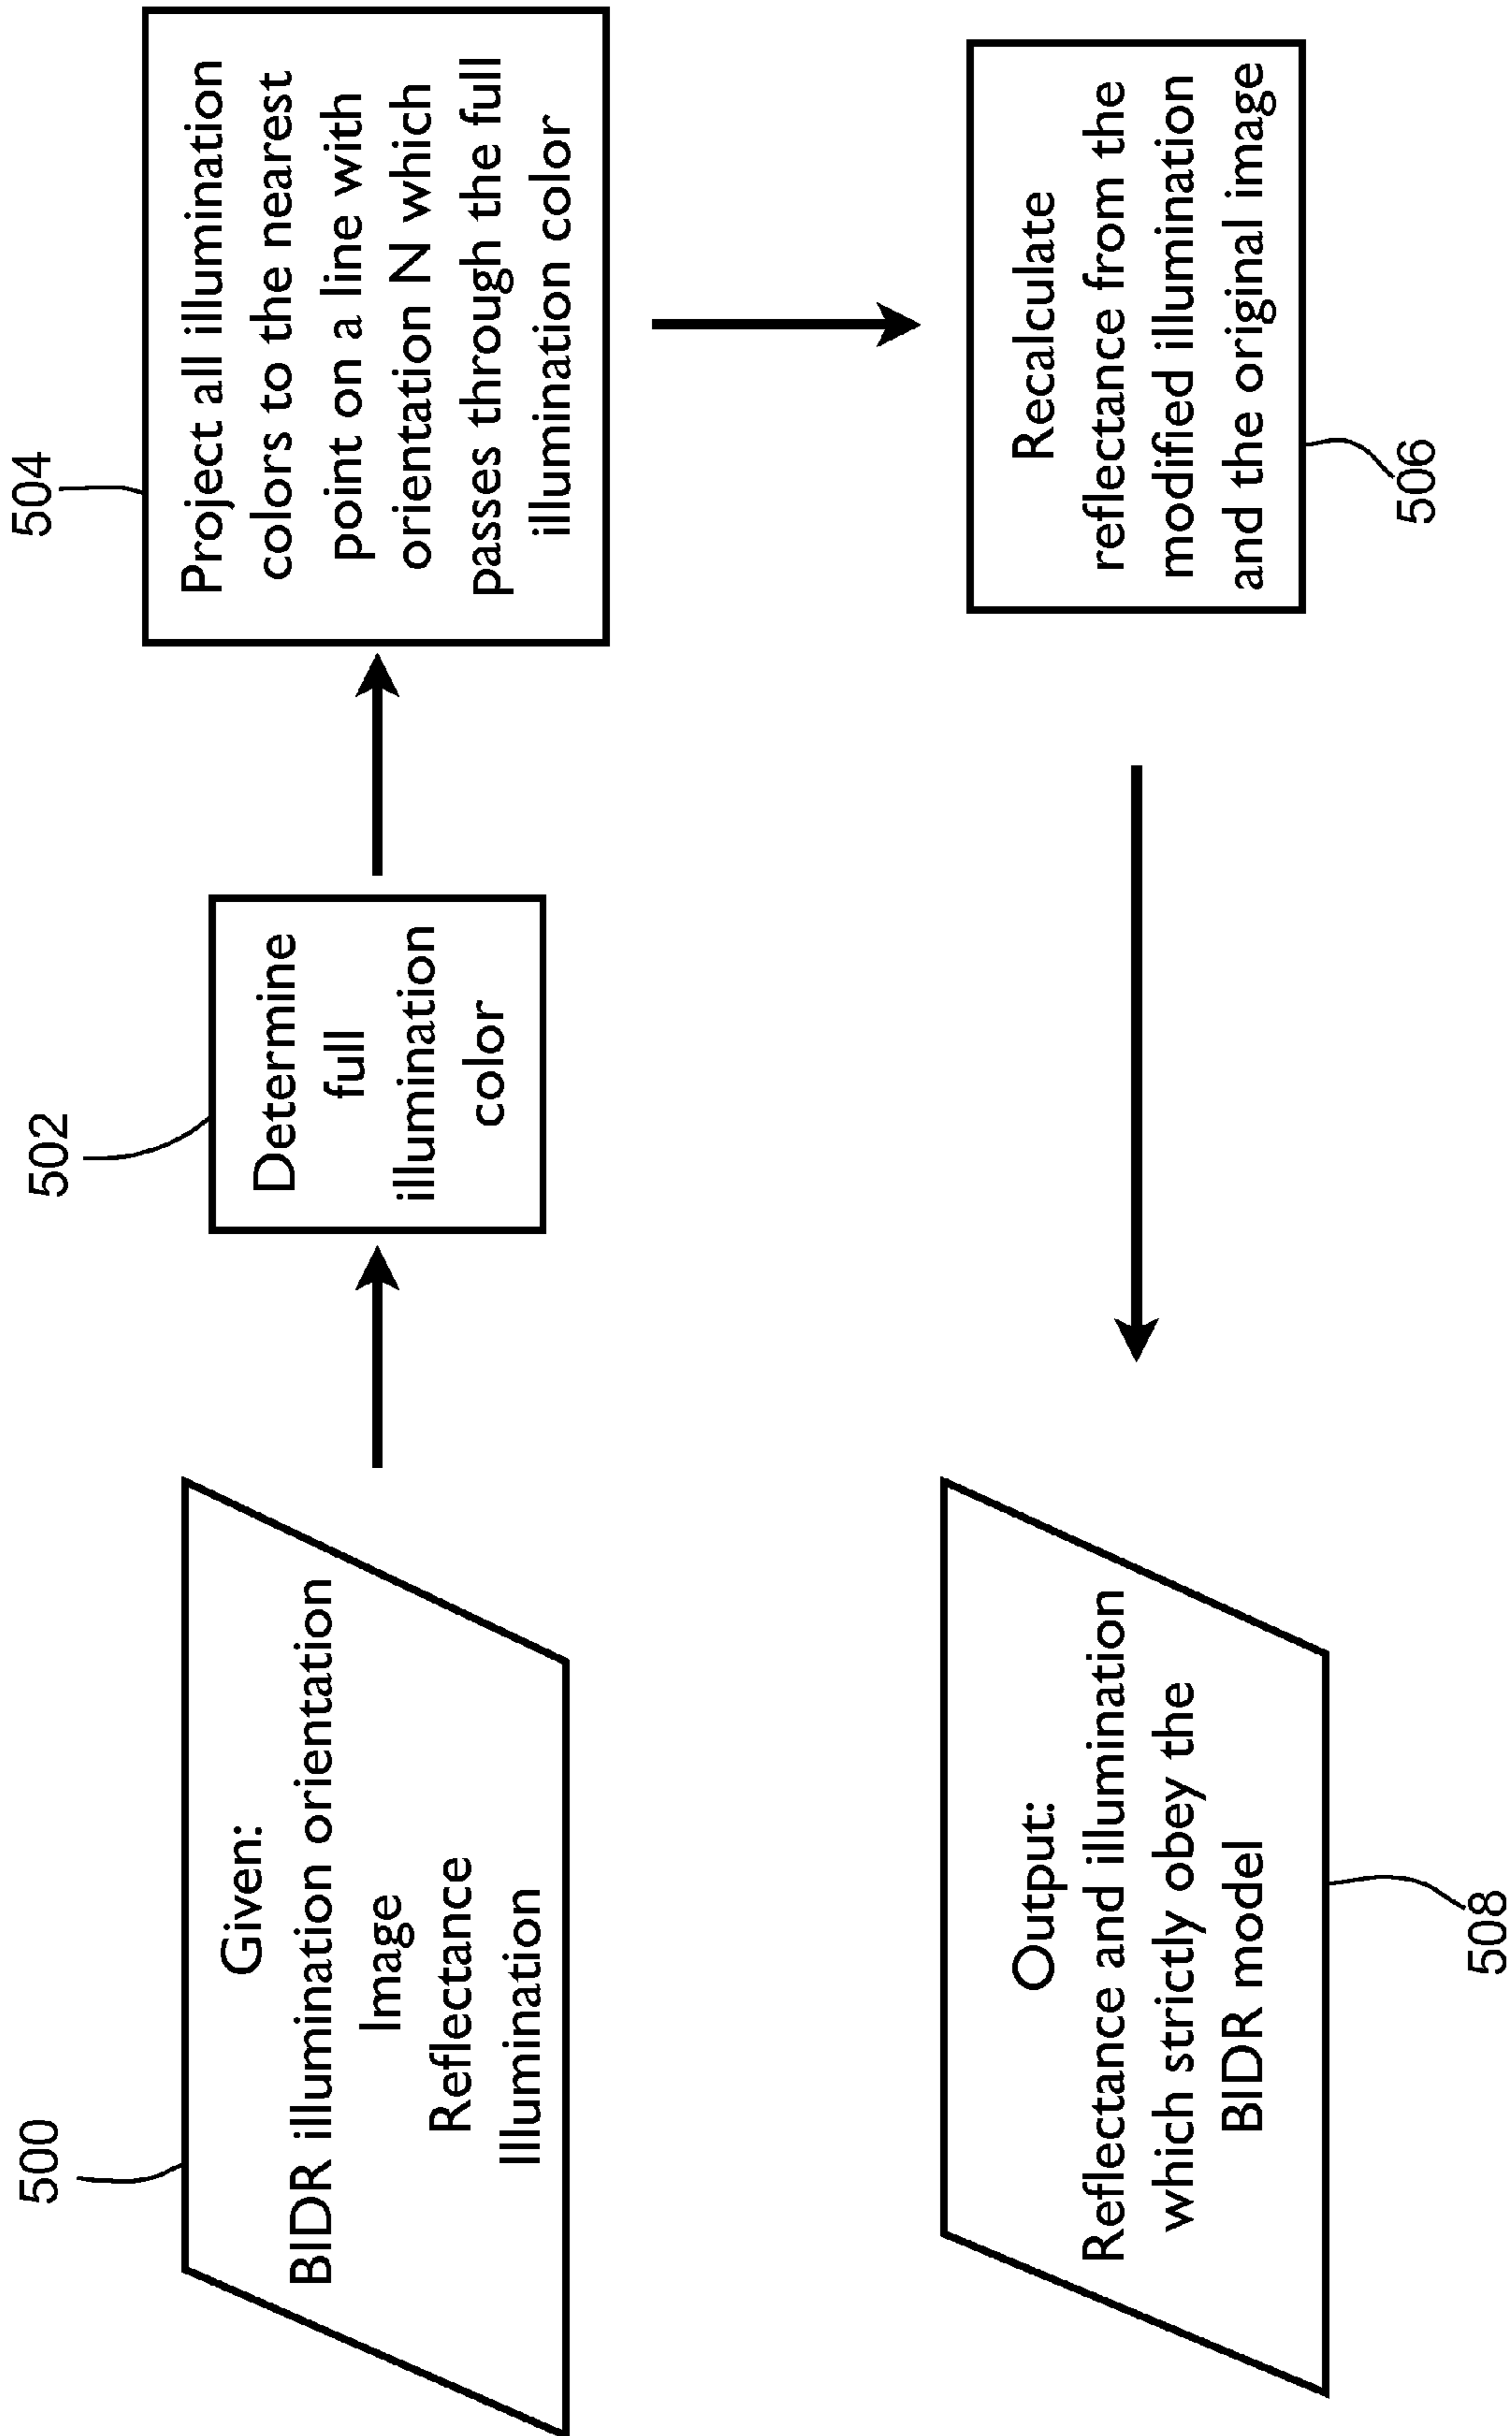 500
Given:
BIDR illumination orientation
Image
Reflectance
Illumination
502
Determine
full
illumination
color
504
Project all illumination
colors to the nearest
point on a line with
orientation N which
passes through the full
illumination color
Recalculate
reflectance from the
modified illumination
and the original image
506
Output:
Reflectance and illumination
which strictly obey the
BIDR model
508